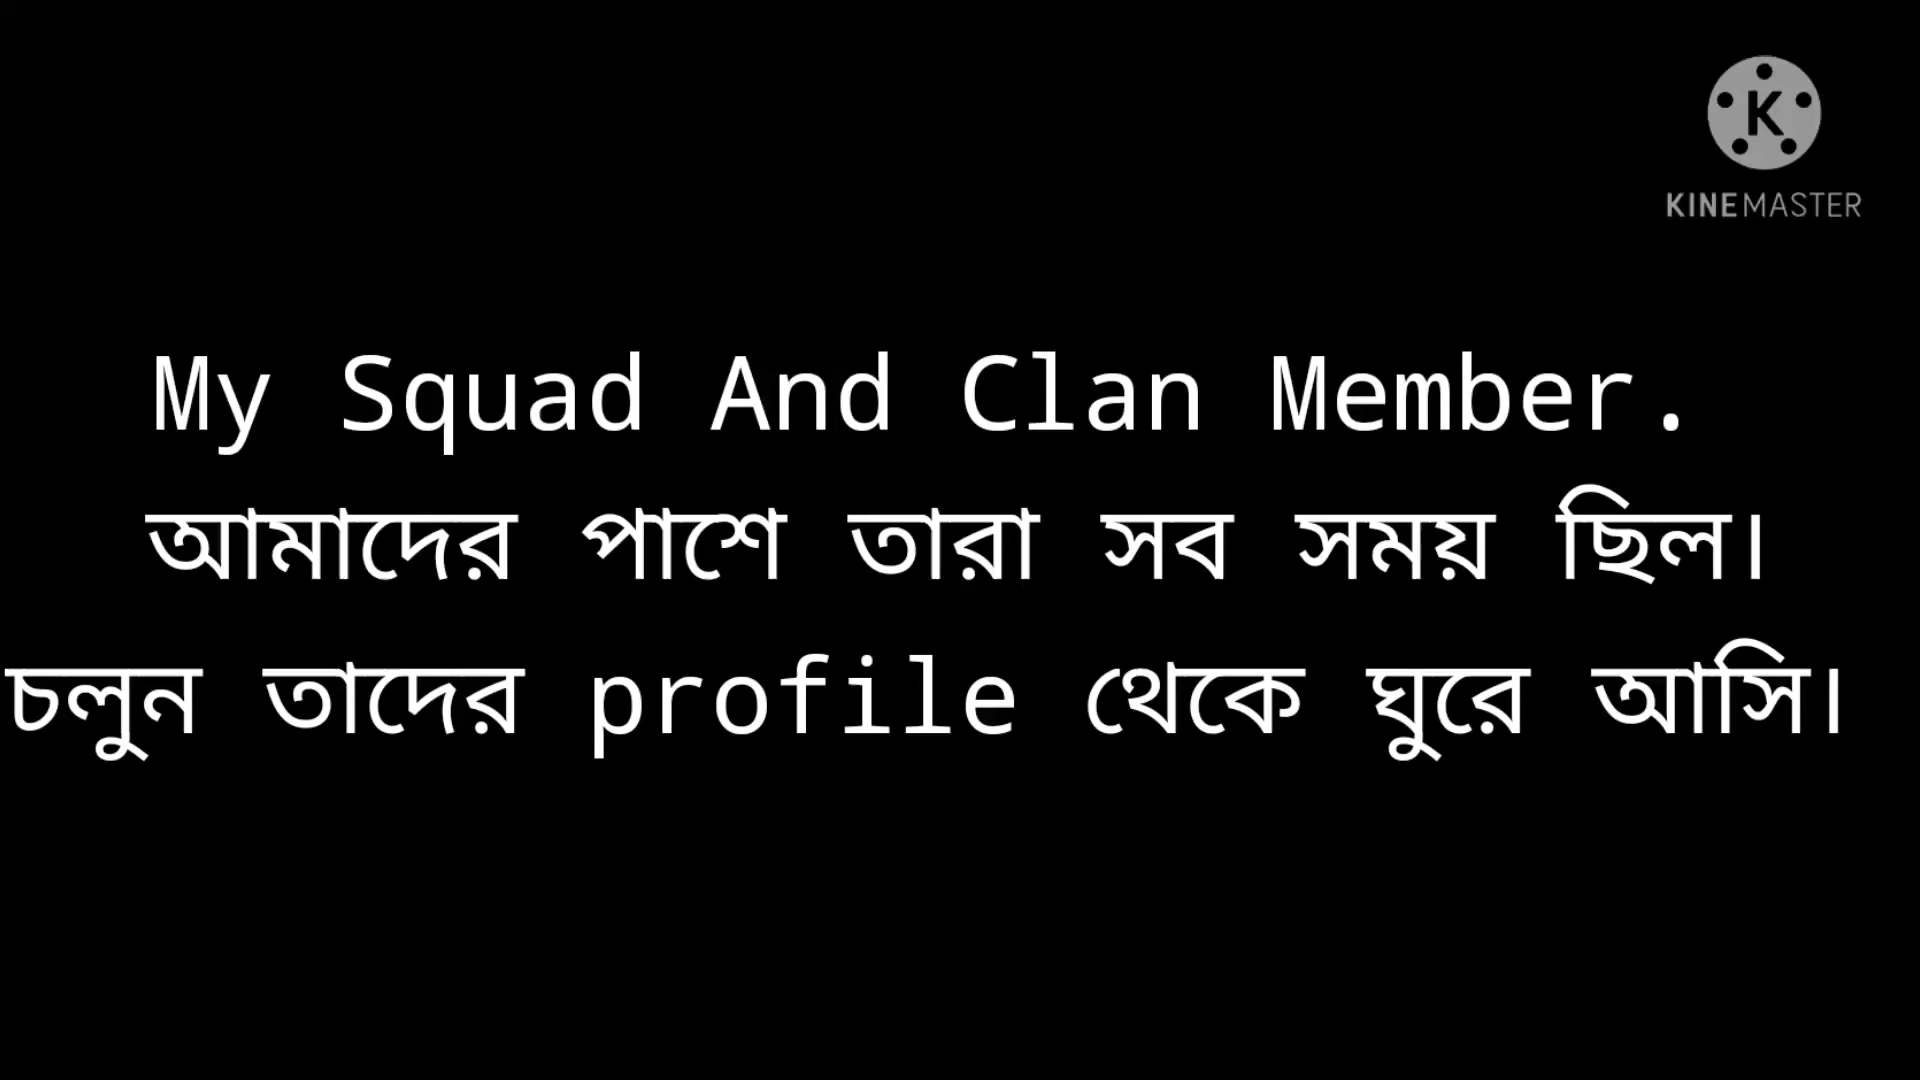 K
KINEMASTER
My Squad And Clan Member.
আমাদের পাশে তারা সব সময় ছিল।
চলুন তাদের profile থেকে ঘুরে আসি।